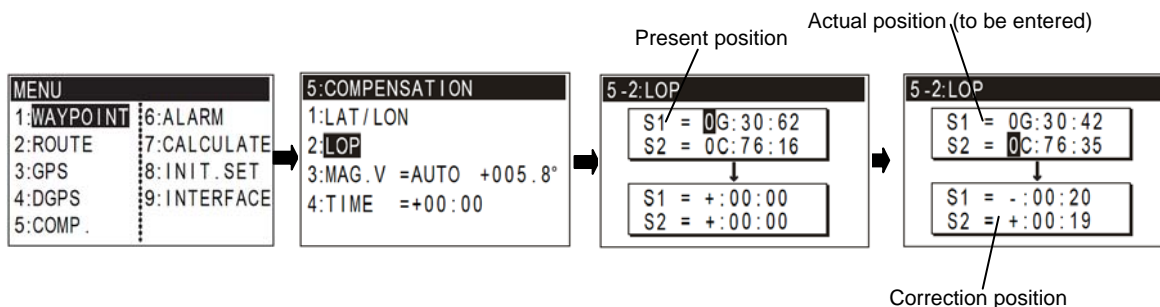 Actual position (to be entered)
Present position
MENU
1:WAYPOINT 6:ALARM
2:ROUTE 7:CALCULATE
3:GPS 8:INIT.SET
4:DGPS 9:INTERFACE
5:COMP.
5:COMPENSATION
1:LAT/LON
2:LOP
3:MAG.V =AUTO +005.8°
4:TIME =+00:00
5-2:LOP
S1 = 0G:30:62
S2 = 0C:76:16
↓
S1 = +:00:00
S2 = +:00:00
5-2:LOP
S1 = 0G:30:42
S2 = 0C:76:35
↓
S1 = -:00:20
S2 = +:00:19
Correction position